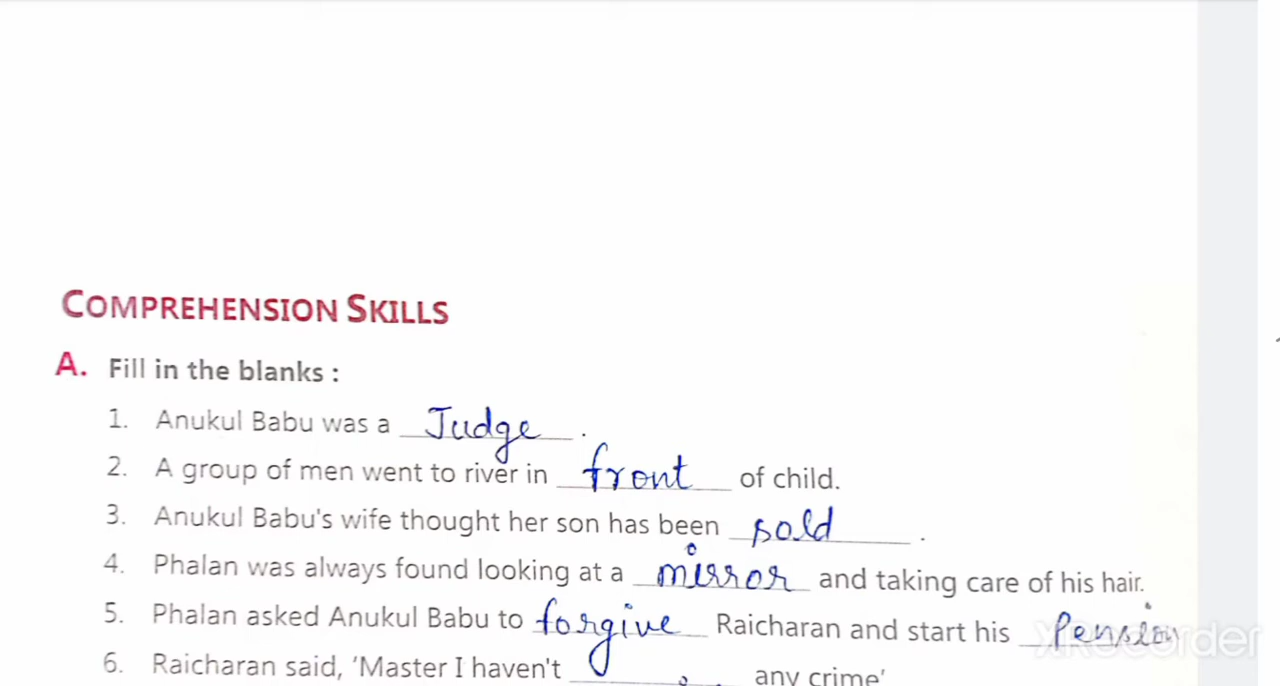 COMPREHENSION SKILLS
A. Fill in the blanks :
1. Anukul Babu was a Judge .
2. A group of men went to river in front of child.
3. Anukul Babu's wife thought her son has been sold .
4. Phalan was always found looking at a mirror and taking care of his hair.
5. Phalan asked Anukul Babu to forgive Raicharan and start his Pension
6. Raicharan said, 'Master I haven't ____ any crime'
XRecorder